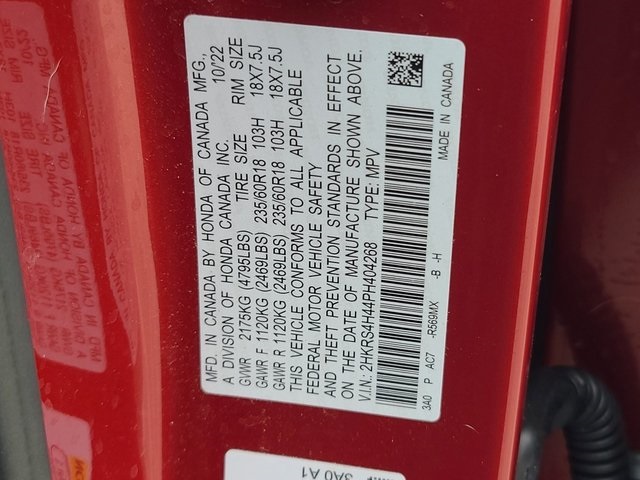 MFD. IN CANADA BY HONDA OF CANADA MFG.,
A DIVISION OF HONDA CANADA INC. 10/22
GVWR 2175KG (4795LBS) TIRE SIZE RIM SIZE
GAWR F 1120KG (2469LBS) 235/60R18 103H 18X7.5J
GAWR R 1120KG (2469LBS) 235/60R18 103H 18X7.5J
THIS VEHICLE CONFORMS TO ALL APPLICABLE
FEDERAL MOTOR VEHICLE SAFETY
AND THEFT PREVENTION STANDARDS IN EFFECT
ON THE DATE OF MANUFACTURE SHOWN ABOVE.
V.I.N.: 2HKRS4H44PH404268 TYPE: MPV
3A0 P AC7 -R569MX -B -H MADE IN CANADA
3A0 A1